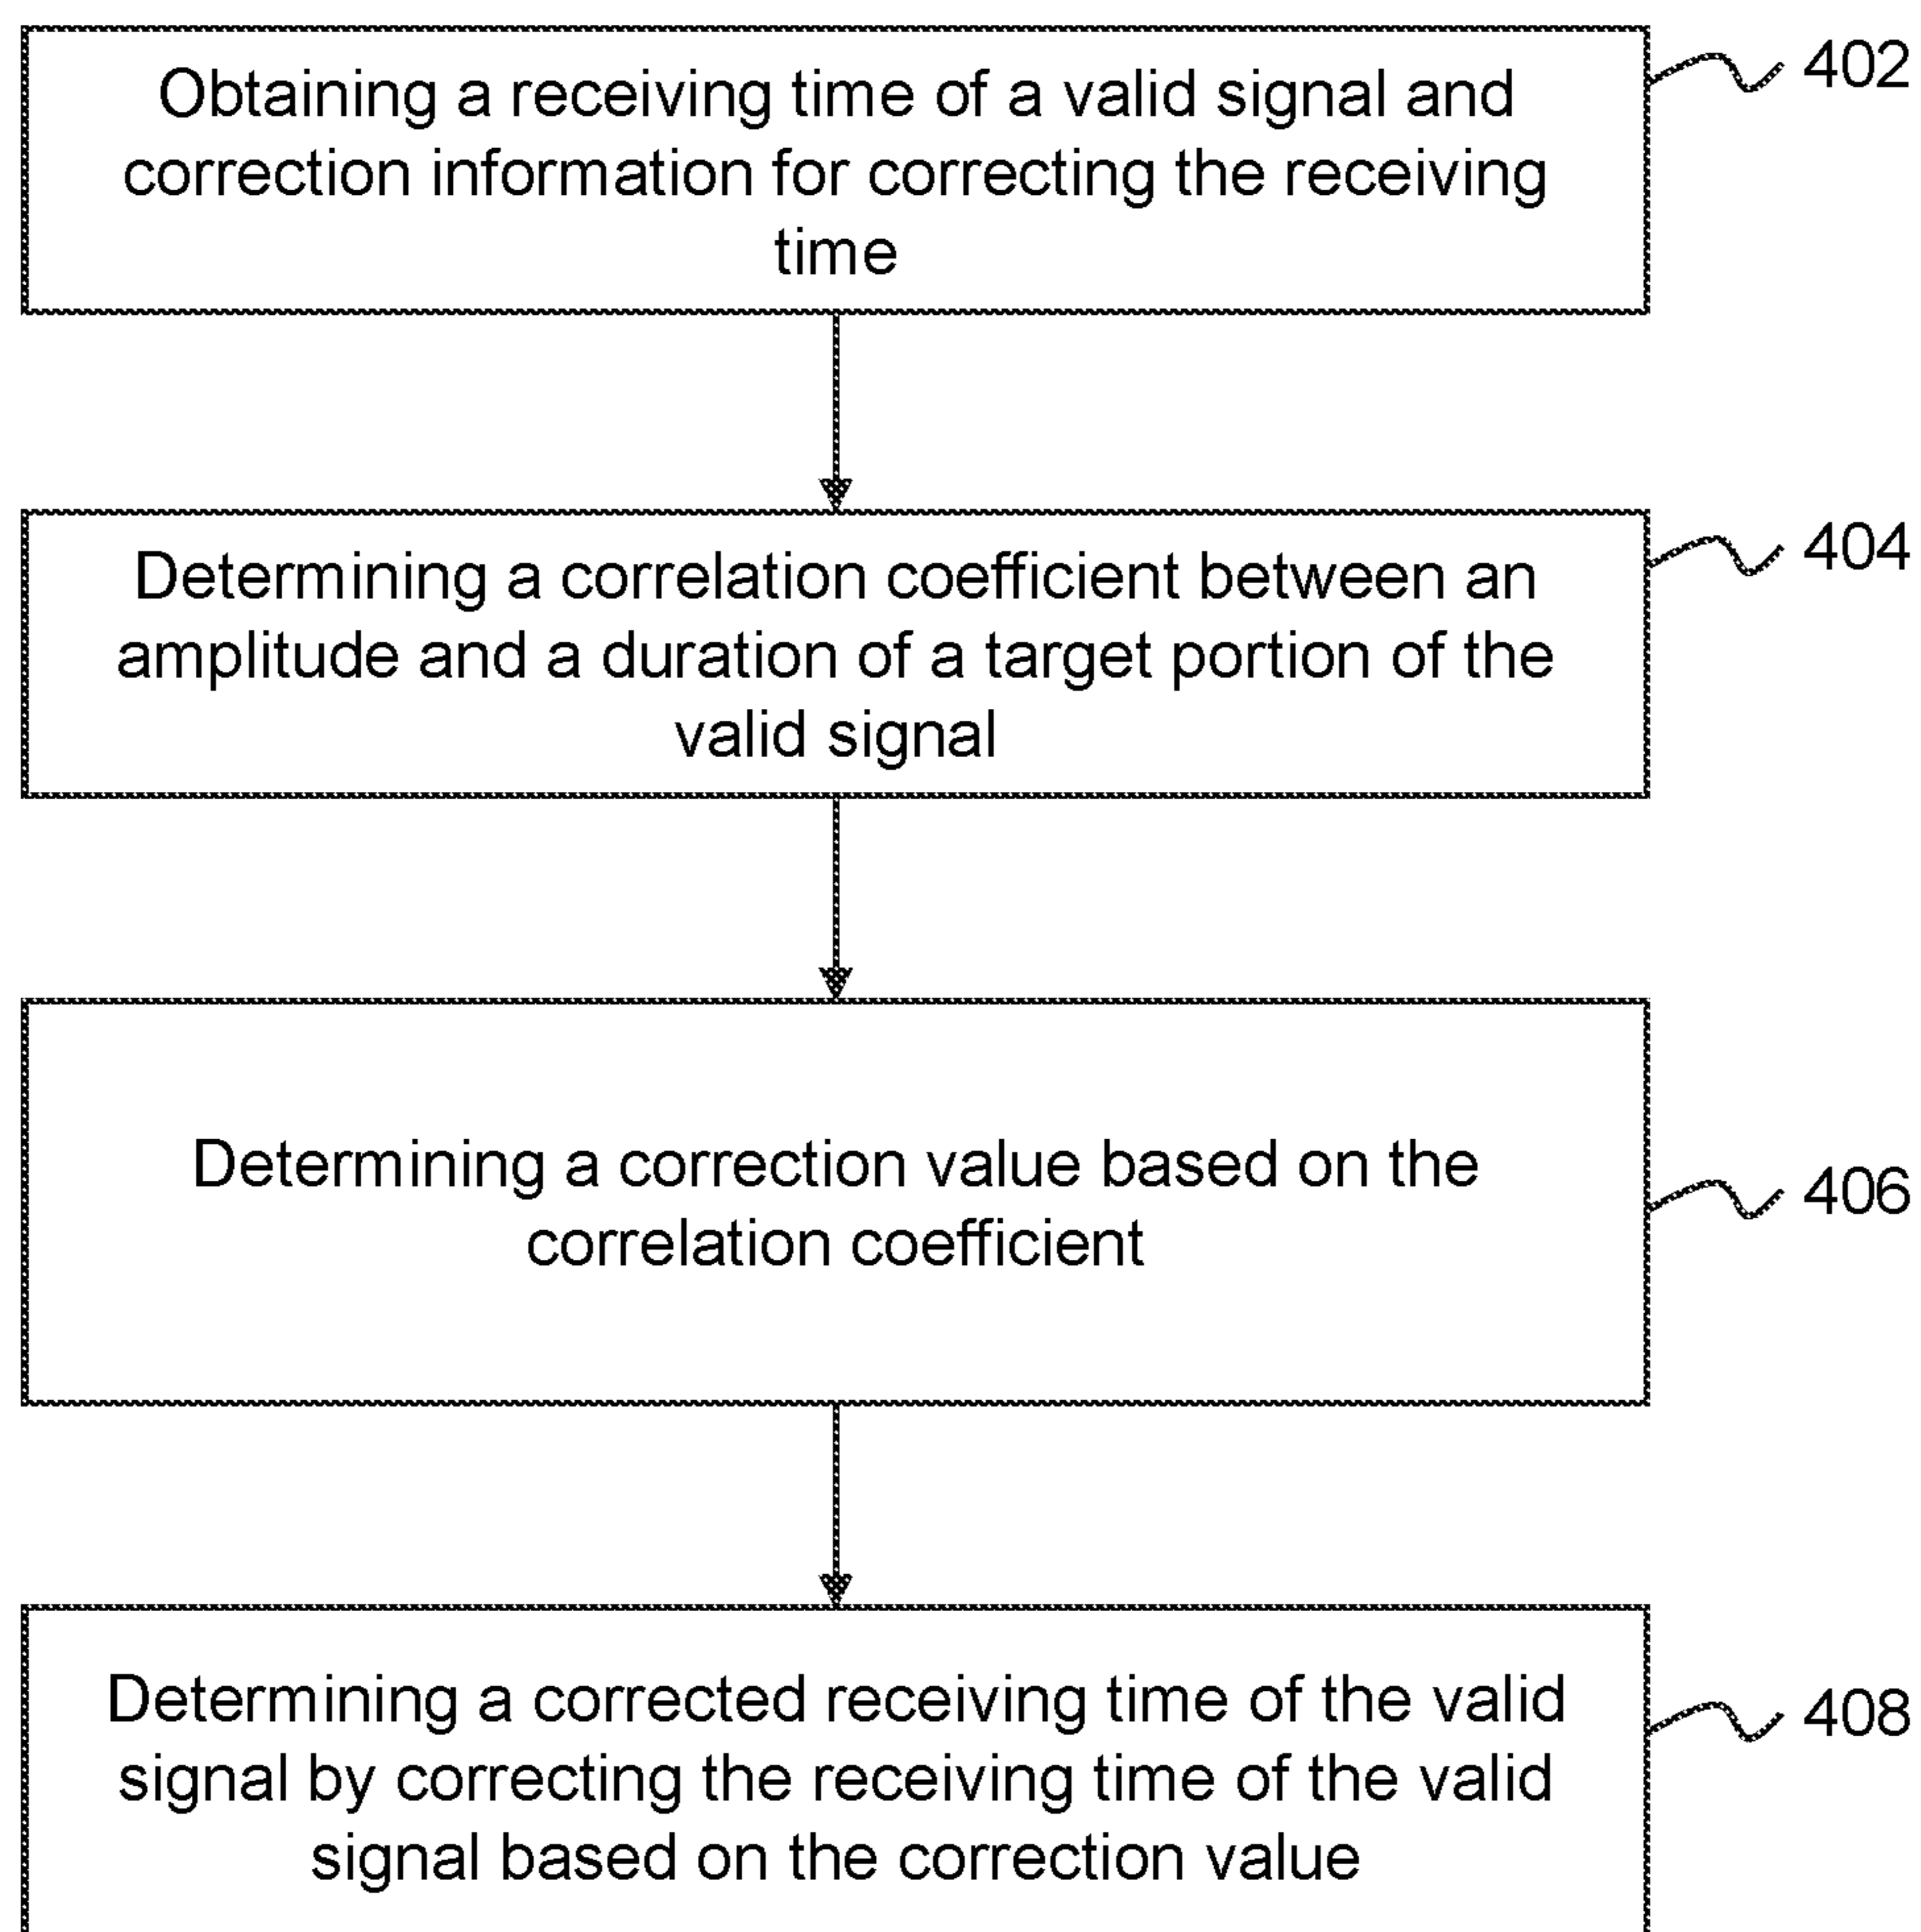 Obtaining a receiving time of a valid signal and
correction information for correcting the receiving
time
402
Determining a correlation coefficient between an
amplitude and a duration of a target portion of the
valid signal
404
Determining a correction value based on the
correlation coefficient
406
Determining a corrected receiving time of the valid
signal by correcting the receiving time of the valid
signal based on the correction value
408